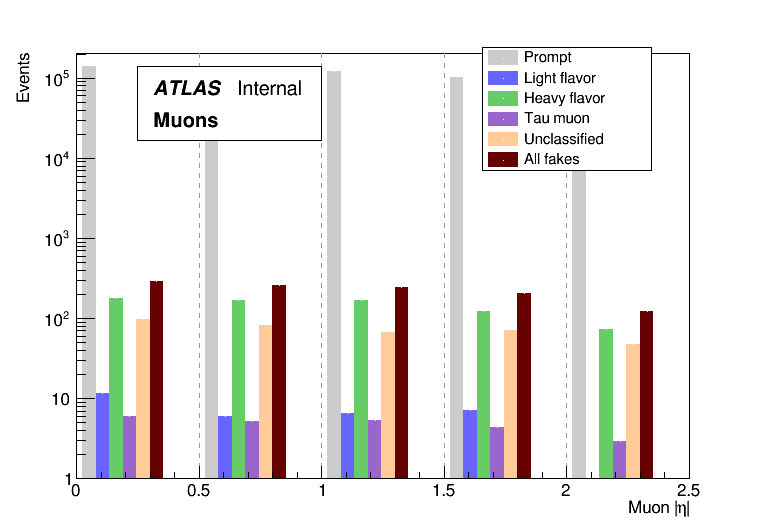 Events
10^5
10^4
10^3
10^2
10
1
ATLAS Internal
Muons
Prompt
Light flavor
Heavy flavor
Tau muon
Unclassified
All fakes
0 0.5 1 1.5 2 2.5
Muon |η|